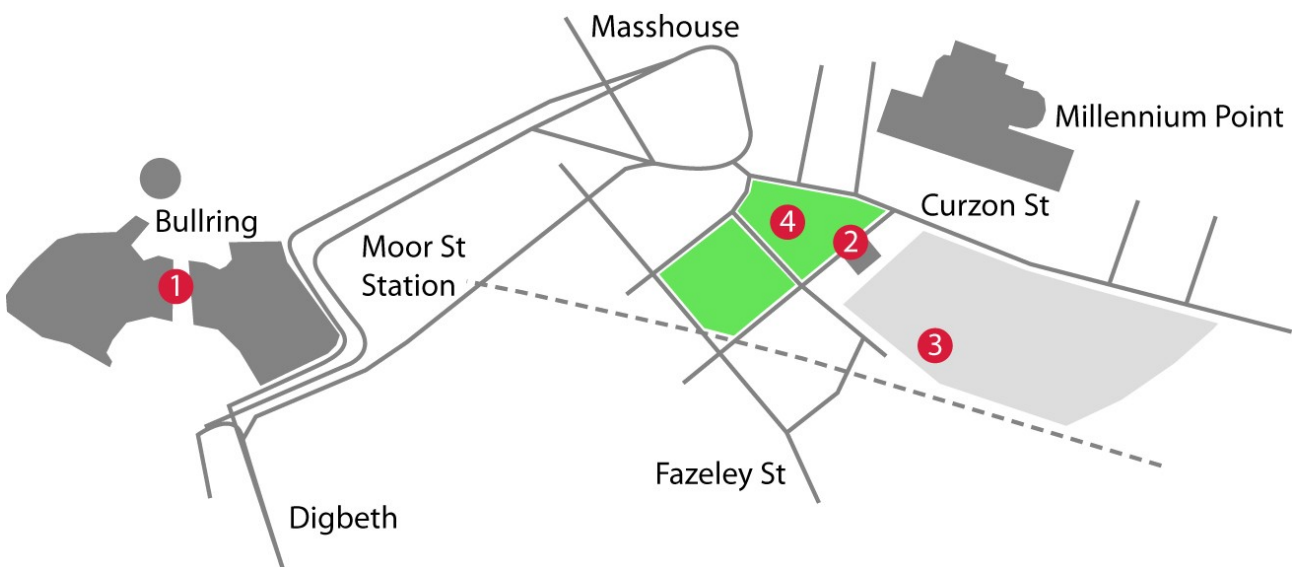 Masshouse
Millennium Point
Bullring
Curzon St
4
2
Moor St
Station
1
3
Fazeley St
Digbeth